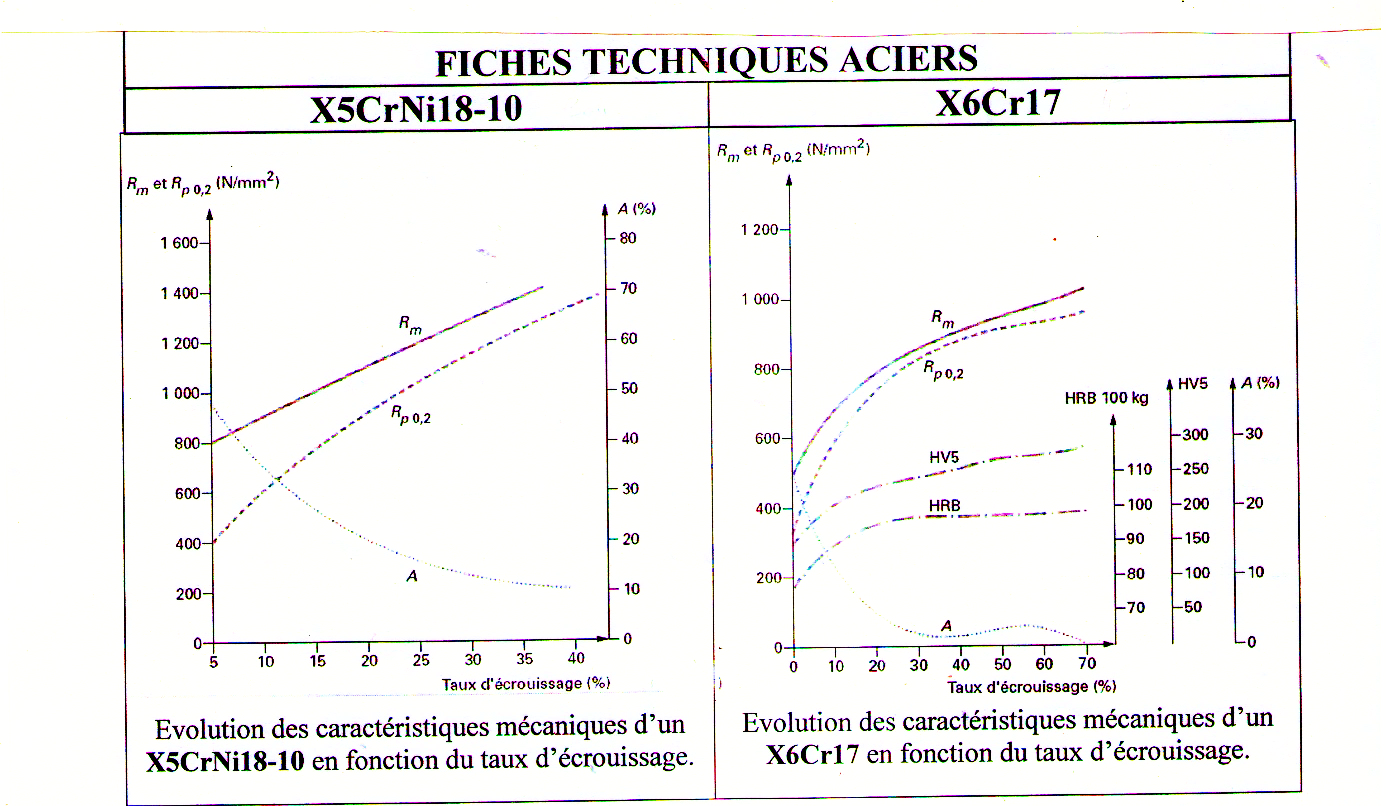 FICHES TECHNIQUES ACIERS
X5CrNi18-10
X6Cr17
Rm et Rp 0,2 (N/mm²)
A (%)
1 600
1 400
1 200
1 000
800
600
400
200
0
80
70
60
50
40
30
20
10
0
Rm
Rp 0,2
A
5 10 15 20 25 30 35 40
Taux d'écrouissage (%)
Evolution des caractéristiques mécaniques d'un
X5CrNi18-10 en fonction du taux d'écrouissage.
Rm et Rp 0,2 (N/mm²)
1 200
1 000
800
600
400
200
0
Rm
Rp 0,2
HV5
HRB
A
HRB 100 kg
110
100
90
80
70
HV5
300
250
200
150
100
50
A (%)
30
20
10
0
0 10 20 30 40 50 60 70
Taux d'écrouissage (%)
Evolution des caractéristiques mécaniques d'un
X6Cr17 en fonction du taux d'écrouissage.